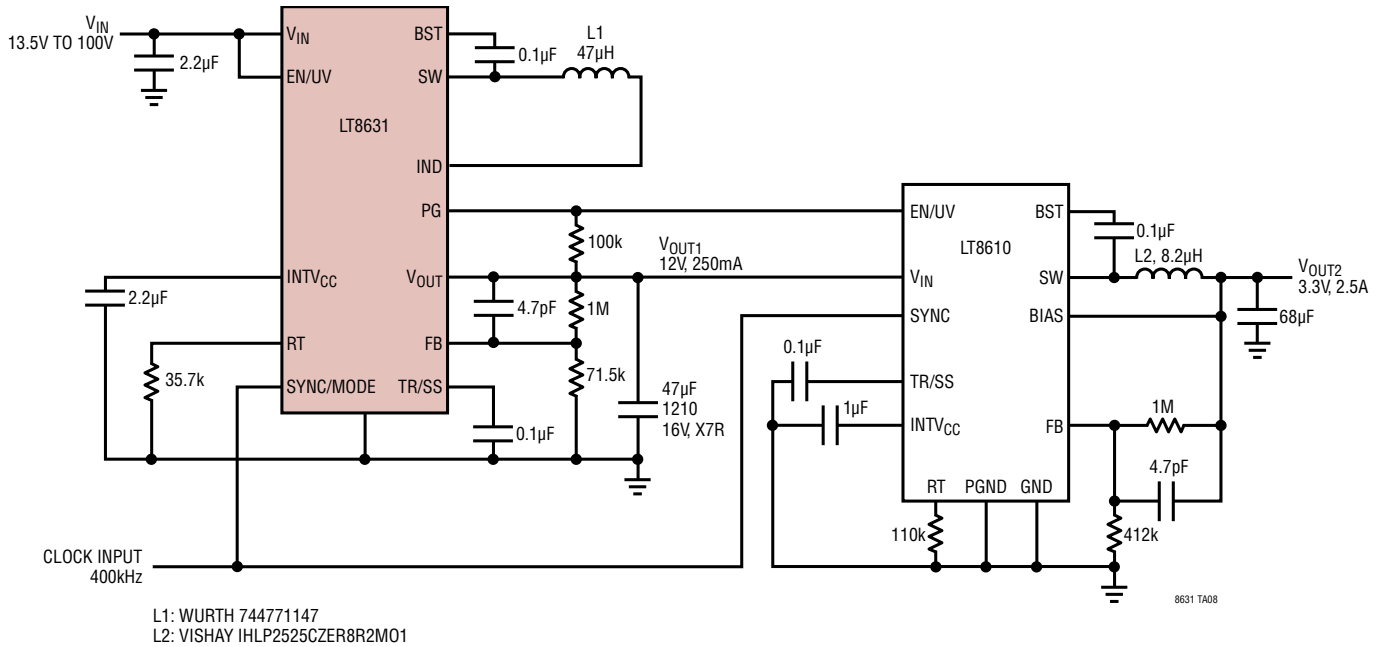 VIN
13.5V TO 100V
2.2µF
VIN
EN/UV
LT8631
BST
SW
IND
PG
VOUT
FB
TR/SS
INTVCC
RT
SYNC/MODE
0.1µF
L1
47µH
2.2µF
35.7k
100k
VOUT1
12V, 250mA
4.7pF
1M
71.5k
47µF
1210
16V, X7R
0.1µF
EN/UV
BST
LT8610
VIN
SW
SYNC
BIAS
TR/SS
INTVCC
FB
RT
PGND
GND
0.1µF
L2, 8.2µH
VOUT2
3.3V, 2.5A
68µF
0.1µF
1µF
1M
4.7pF
110k
412k
CLOCK INPUT
400kHz
8631 TA08
L1: WURTH 744771147
L2: VISHAY IHLP2525CZER8R2MO1